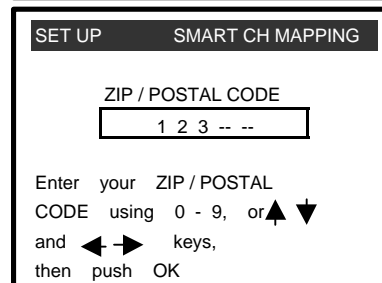 SET UP SMART CH MAPPING
ZIP / POSTAL CODE
1 2 3 -- --
Enter your ZIP / POSTAL
CODE using 0 - 9, or
and keys,
then push OK